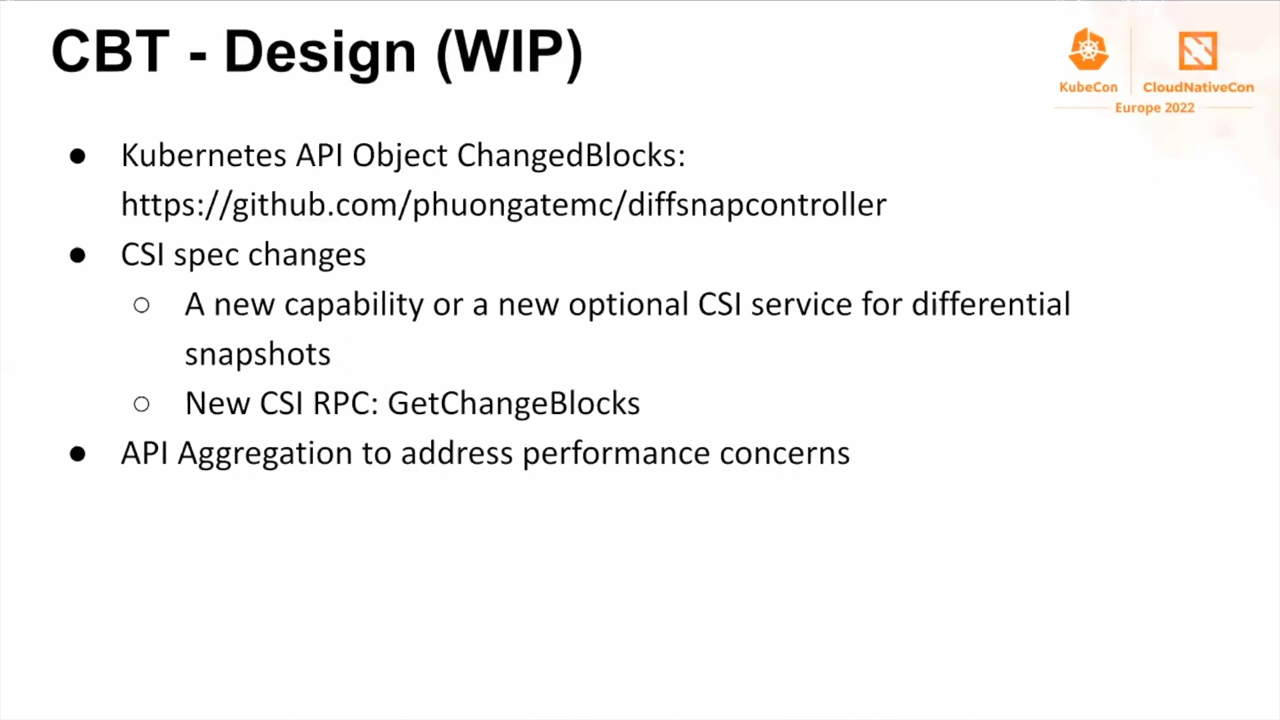 CBT - Design (WIP)
KubeCon
CloudNativeCon
Europe 2022
● Kubernetes API Object ChangedBlocks:
https://github.com/phuongatemc/diffsnapcontroller
● CSI spec changes
○ A new capability or a new optional CSI service for differential
snapshots
○ New CSI RPC: GetChangeBlocks
● API Aggregation to address performance concerns